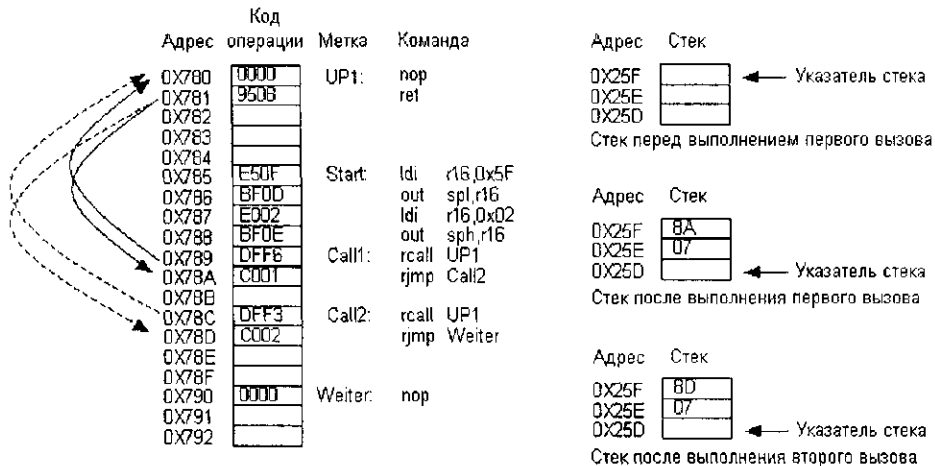 Код
Адрес операции Метка Команда
0X780 0000 UP1: nop
0X781 9508 ret
0X782
0X783
0X784
0X785 E50F Start: ldi r16,0x5F
0X786 BF0D out spl,r16
0X787 E002 ldi r16,0x02
0X788 BF0E out sph,r16
0X789 DFF6 Call1: rcall UP1
0X78A C001 rjmp Call2
0X78B
0X78C DFF3 Call2: rcall UP1
0X78D C002 rjmp Weiter
0X78E
0X78F
0X790 0000 Weiter: nop
0X791
0X792
Адрес Стек
0X25F Указатель стека
0X25E
0X25D
Стек перед выполнением первого вызова
Адрес Стек
0X25F 8A
0X25E 07
0X25D Указатель стека
Стек после выполнения первого вызова
Адрес Стек
0X25F 8D
0X25E 07
0X25D Указатель стека
Стек после выполнения второго вызова